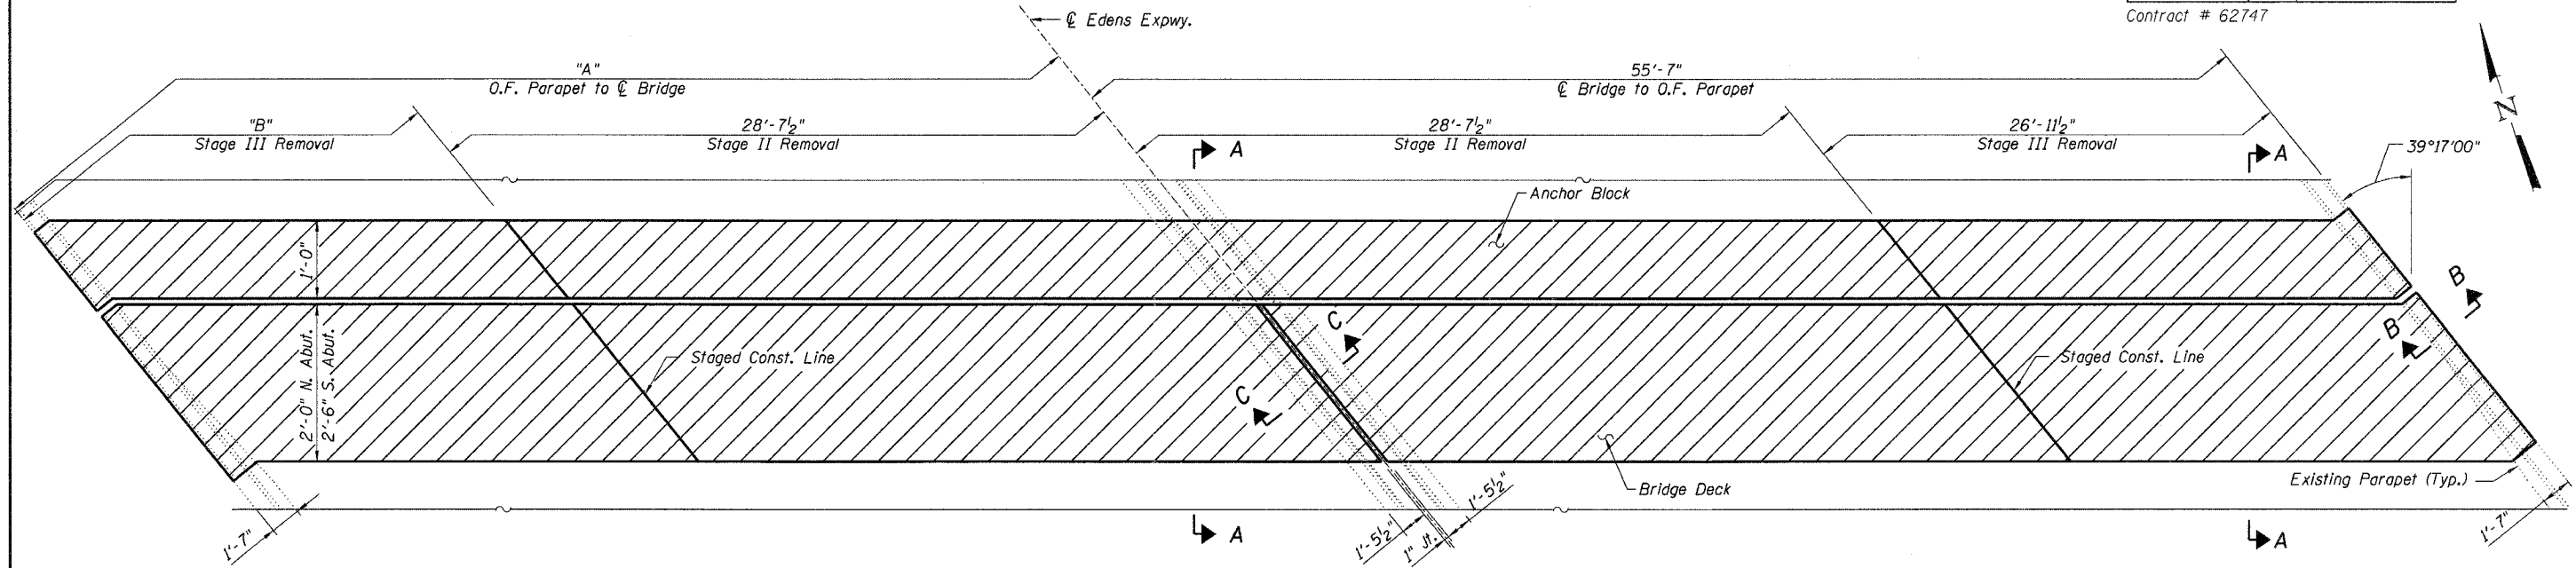 Contract # 62747
℄ Edens Expwy.
"A"
O.F. Parapet to ℄ Bridge
55'-7"
℄ Bridge to O.F. Parapet
"B"
Stage III Removal
28'-7½"
Stage II Removal
28'-7½"
Stage II Removal
26'-11½"
Stage III Removal
A
A
39°17'00"
N
Anchor Block
1'-0"
B
B
C
C
2'-0" N. Abut.
2'-6" S. Abut.
Staged Const. Line
Staged Const. Line
Bridge Deck
Existing Parapet (Typ.)
1'-7"
1'-5½"
1" Jt.
1'-5½"
A
A
1'-7"